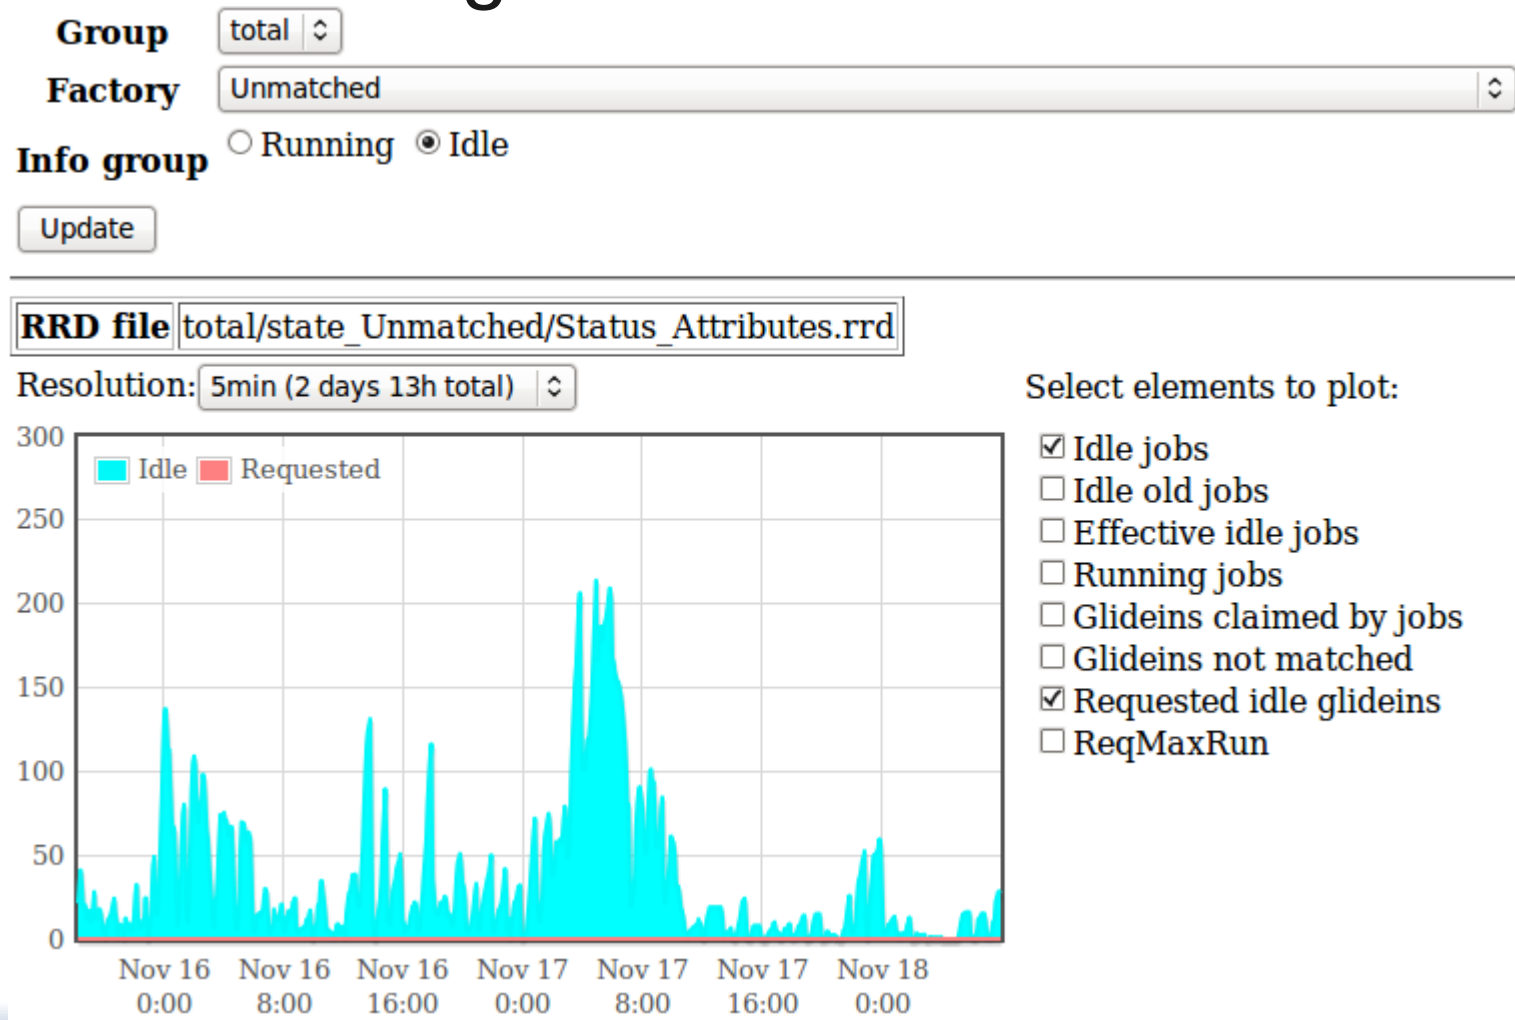 Group total
Factory Unmatched
Info group Running Idle
Update
RRD file total/state_Unmatched/Status_Attributes.rrd
Resolution: 5min (2 days 13h total)
Select elements to plot:
Idle jobs
Idle old jobs
Effective idle jobs
Running jobs
Glideins claimed by jobs
Glideins not matched
Requested idle glideins
ReqMaxRun
Idle Requested
300
250
200
150
100
50
0
Nov 16 Nov 16 Nov 16 Nov 17 Nov 17 Nov 17 Nov 18
0:00 8:00 16:00 0:00 8:00 16:00 0:00